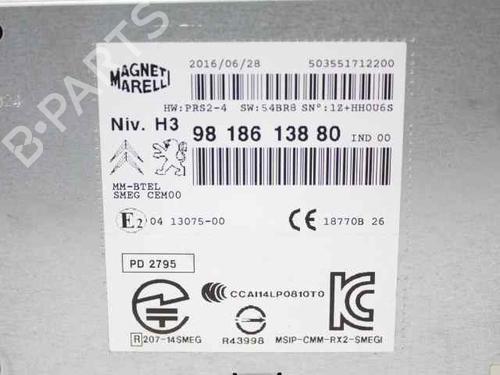 MAGNETI MARELLI
2016/06/28 503551712200
HW:PRS2-4 SW:54BR8 SN°:1Z+HH0U6S
Niv. H3 98 186 138 80 IND 00
MM-BTEL
SMEG CEM00
E2 04 13075-00 CE 18770B 26
PD 2795
CCAI14LP0810T0
R 207-14SMEG R43998 MSIP-CMM-RX2-SMEGI
B-PARTS